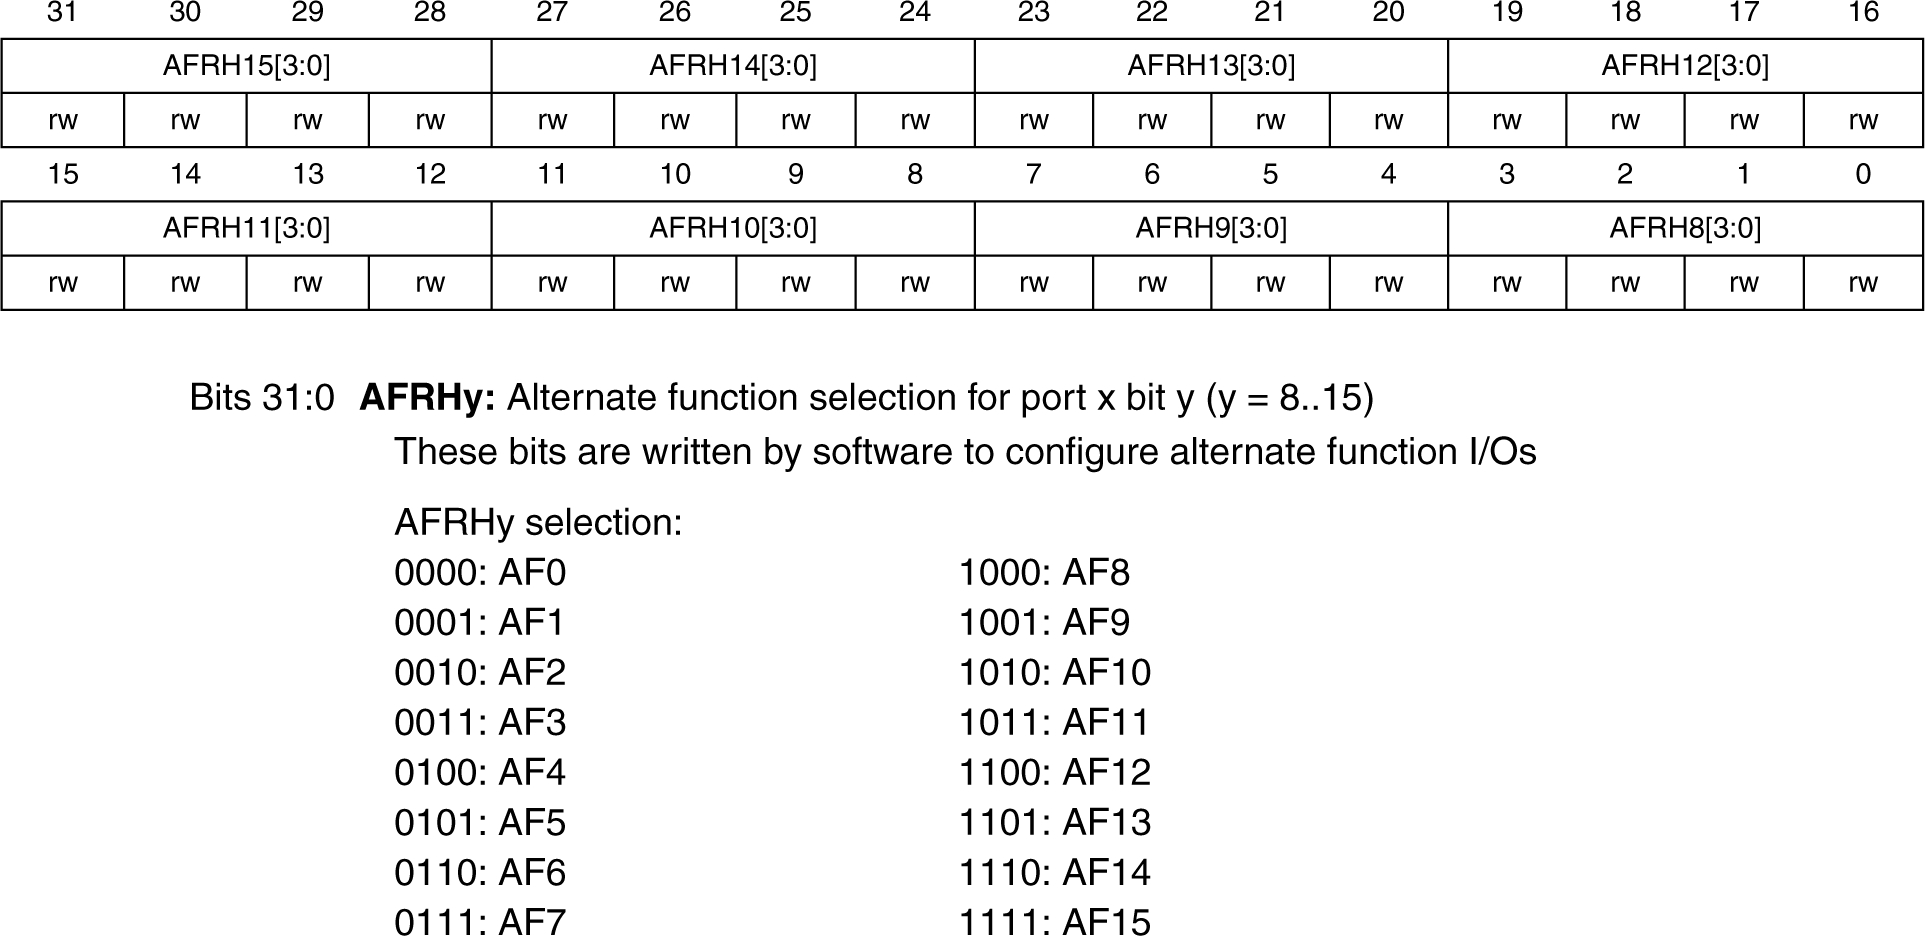 31 30 29 28 27 26 25 24 23 22 21 20 19 18 17 16
AFRH15[3:0] AFRH14[3:0] AFRH13[3:0] AFRH12[3:0]
rw rw rw rw rw rw rw rw rw rw rw rw rw rw rw rw
15 14 13 12 11 10 9 8 7 6 5 4 3 2 1 0
AFRH11[3:0] AFRH10[3:0] AFRH9[3:0] AFRH8[3:0]
rw rw rw rw rw rw rw rw rw rw rw rw rw rw rw rw
Bits 31:0 AFRHy: Alternate function selection for port x bit y (y = 8..15)
These bits are written by software to configure alternate function I/Os
AFRHy selection:
0000: AF0 1000: AF8
0001: AF1 1001: AF9
0010: AF2 1010: AF10
0011: AF3 1011: AF11
0100: AF4 1100: AF12
0101: AF5 1101: AF13
0110: AF6 1110: AF14
0111: AF7 1111: AF15